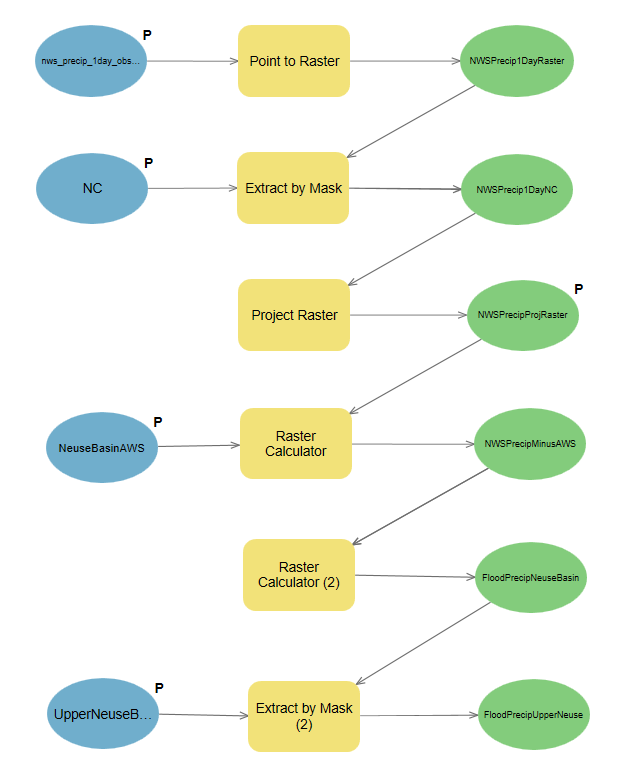 P
nws_precip_1day_obs...
Point to Raster
NWSPrecip1DayRaster
P
NC
Extract by Mask
NWSPrecip1DayNC
Project Raster
P
NWSPrecipProjRaster
P
NeuseBasinAWS
Raster
Calculator
NWSPrecipMinusAWS
Raster
Calculator (2)
FloodPrecipNeuseBasin
P
UpperNeuseB...
Extract by Mask
(2)
FloodPrecipUpperNeuse